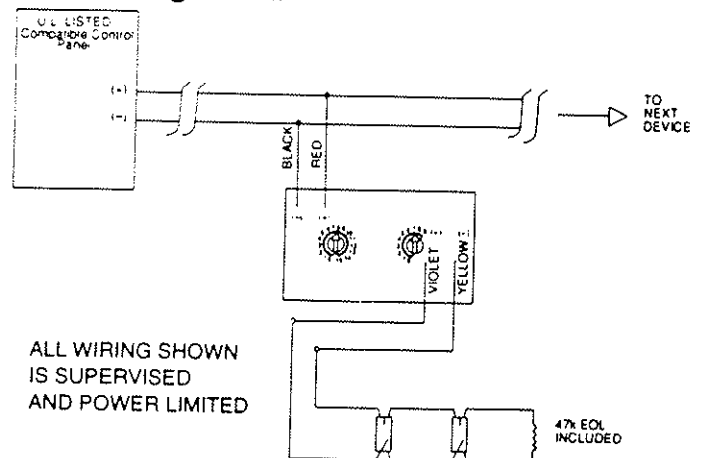 U L LISTED
Compatible Control
Panel
(+)
(-)
BLACK
RED
TO
NEXT
DEVICE
VIOLET
YELLOW
ALL WIRING SHOWN
IS SUPERVISED
AND POWER LIMITED
47k EOL
INCLUDED